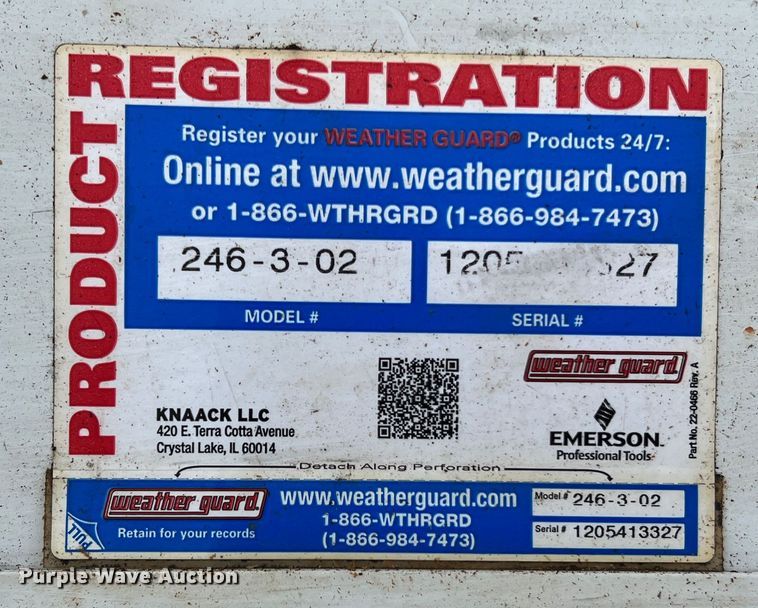 PRODUCT REGISTRATION
Register your WEATHER GUARD® Products 24/7:
Online at www.weatherguard.com
or 1-866-WTHRGRD (1-866-984-7473)
246-3-02
MODEL #
SERIAL #
weather guard
KNAACK LLC
420 E. Terra Cotta Avenue
Crystal Lake, IL 60014
EMERSON
Professional Tools
Part No. 22-0466 Rev. A
Detach Along Perforation
PULL
weather guard
Retain for your records
www.weatherguard.com
1-866-WTHRGRD
(1-866-984-7473)
Model # 246-3-02
Serial # 1205413327
Purple Wave Auction